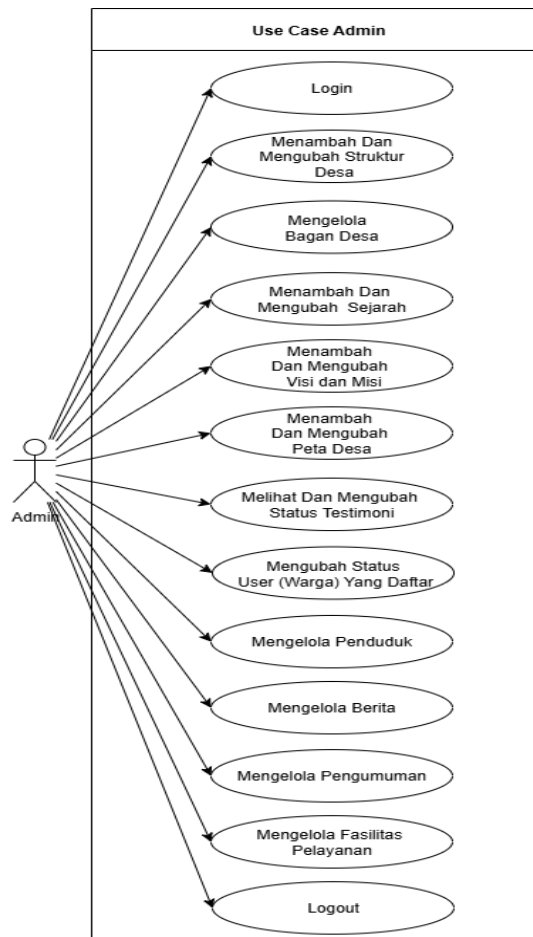 Use Case Admin
Login
Menambah Dan
Mengubah Struktur
Desa
Mengelola
Bagan Desa
Menambah Dan
Mengubah Sejarah
Menambah
Dan Mengubah
Visi dan Misi
Menambah
Dan Mengubah
Peta Desa
Melihat Dan Mengubah
Status Testimoni
Admin
Mengubah Status
User (Warga) Yang Daftar
Mengelola Penduduk
Mengelola Berita
Mengelola Pengumuman
Mengelola Fasilitas
Pelayanan
Logout